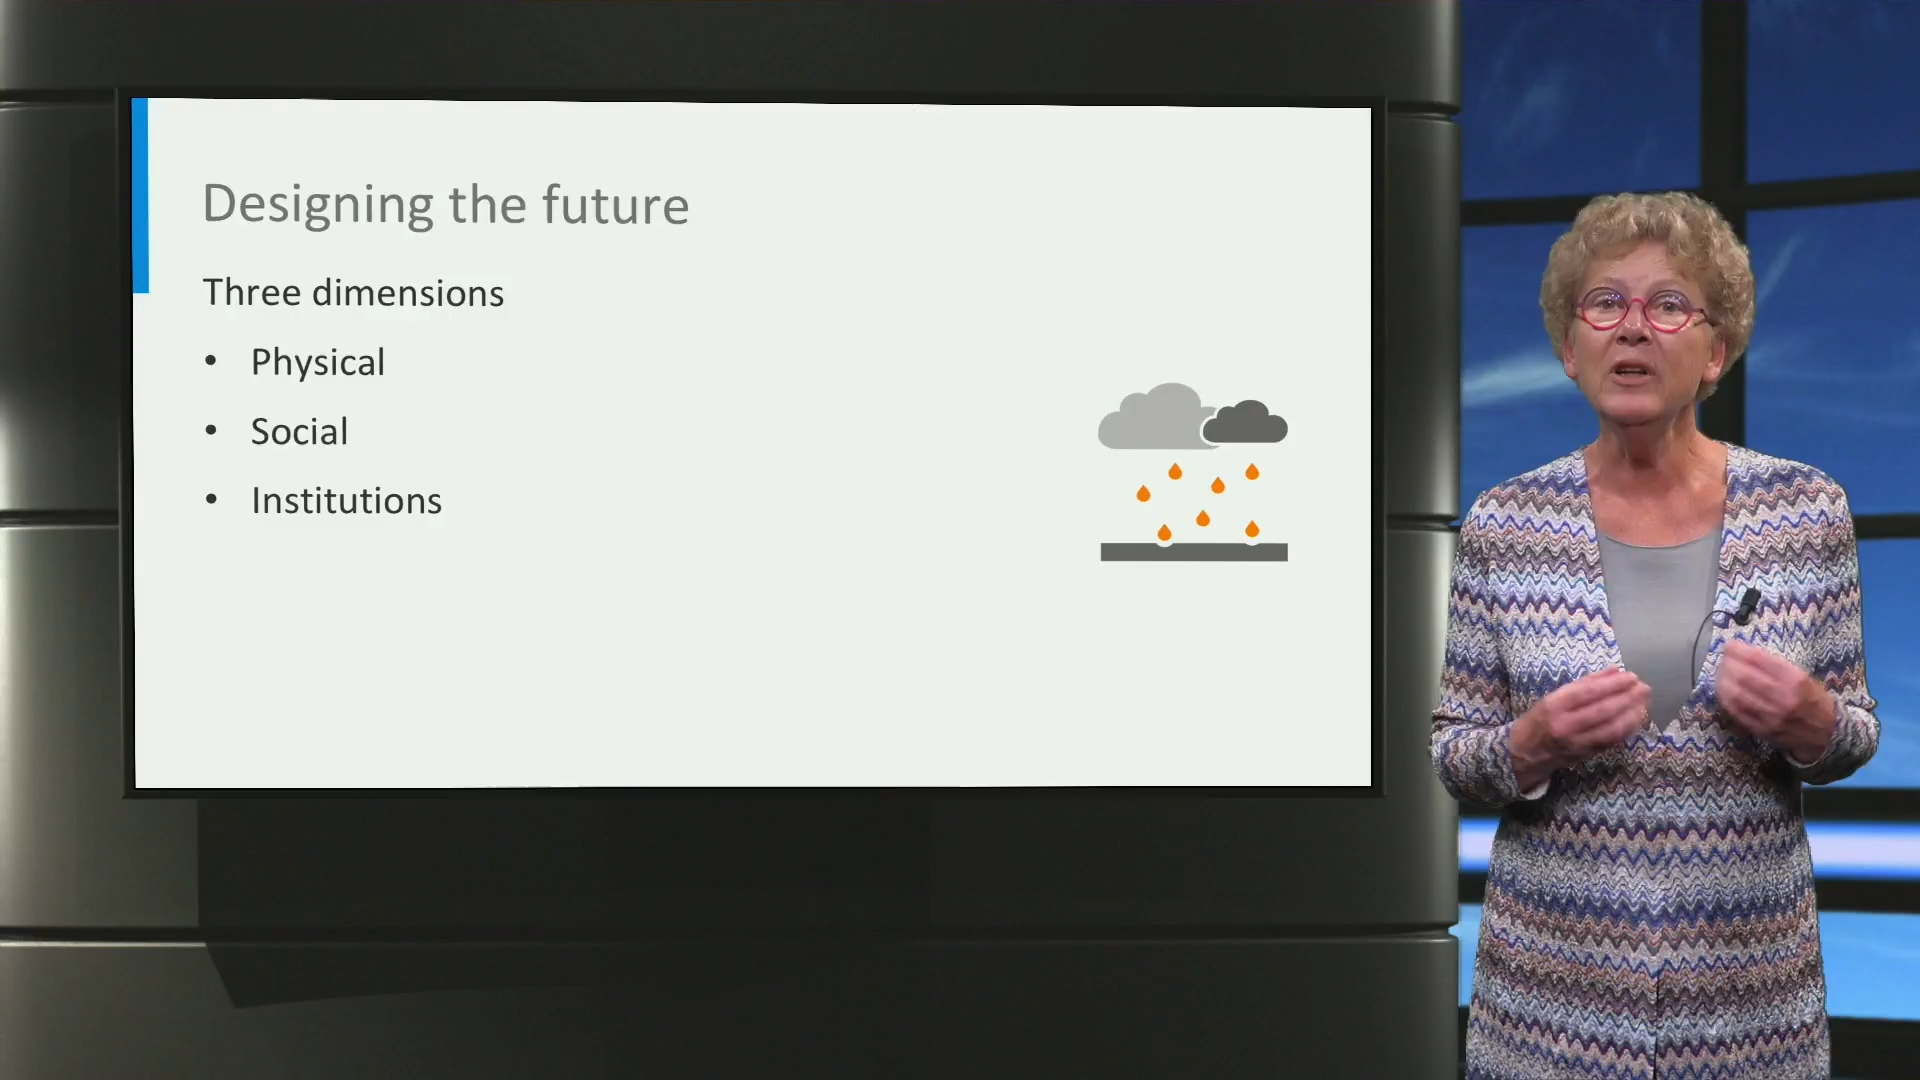 Designing the future
Three dimensions
• Physical
• Social
• Institutions